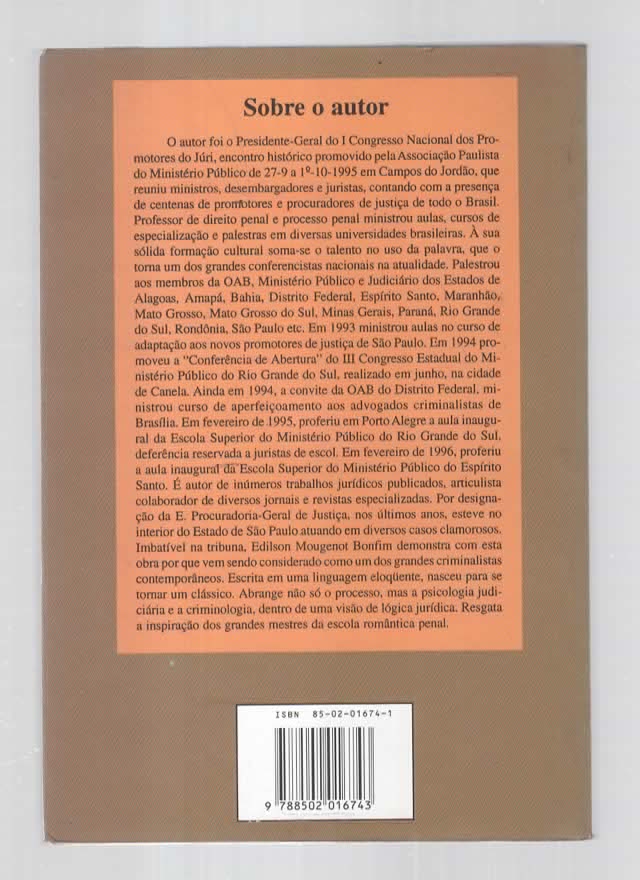 Sobre o autor
O autor foi o Presidente-Geral do I Congresso Nacional dos Pro-
motores do Júri, encontro histórico promovido pela Associação Paulista
do Ministério Público de 27-9 a 1º-10-1995 em Campos do Jordão, que
reuniu ministros, desembargadores e juristas, contando com a presença
de centenas de promotores e procuradores de justiça de todo o Brasil.
Professor de direito penal e processo penal ministrou aulas, cursos de
especialização e palestras em diversas universidades brasileiras. À sua
sólida formação cultural soma-se o talento no uso da palavra, que o
torna um dos grandes conferencistas nacionais na atualidade. Palestrou
aos membros da OAB, Ministério Público e Judiciário dos Estados de
Alagoas, Amapá, Bahia, Distrito Federal, Espírito Santo, Maranhão,
Mato Grosso, Mato Grosso do Sul, Minas Gerais, Paraná, Rio Grande
do Sul, Rondônia, São Paulo etc. Em 1993 ministrou aulas no curso de
adaptação aos novos promotores de justiça de São Paulo. Em 1994 pro-
moveu a "Conferência de Abertura" do III Congresso Estadual do Mi-
nistério Público do Rio Grande do Sul, realizado em junho, na cidade
de Canela. Ainda em 1994, a convite da OAB do Distrito Federal, mi-
nistrou curso de aperfeiçoamento aos advogados criminalistas de
Brasília. Em fevereiro de 1995, proferiu em Porto Alegre a aula inaugu-
ral da Escola Superior do Ministério Público do Rio Grande do Sul,
deferência reservada a juristas de escol. Em fevereiro de 1996, proferiu
a aula inaugural da Escola Superior do Ministério Público do Espírito
Santo. É autor de inúmeros trabalhos jurídicos publicados, articulista
colaborador de diversos jornais e revistas especializadas. Por designa-
ção da E. Procuradoria-Geral de Justiça, nos últimos anos, esteve no
interior do Estado de São Paulo atuando em diversos casos clamorosos.
Imbatível na tribuna, Edilson Mougenot Bonfim demonstra com esta
obra por que vem sendo considerado como um dos grandes criminalistas
contemporâneos. Escrita em uma linguagem eloqüente, nasceu para se
tornar um clássico. Abrange não só o processo, mas a psicologia judi-
ciária e a criminologia, dentro de uma visão de lógica jurídica. Resgata
a inspiração dos grandes mestres da escola romântica penal.
ISBN 85-02-01674-1
9 788502 016743